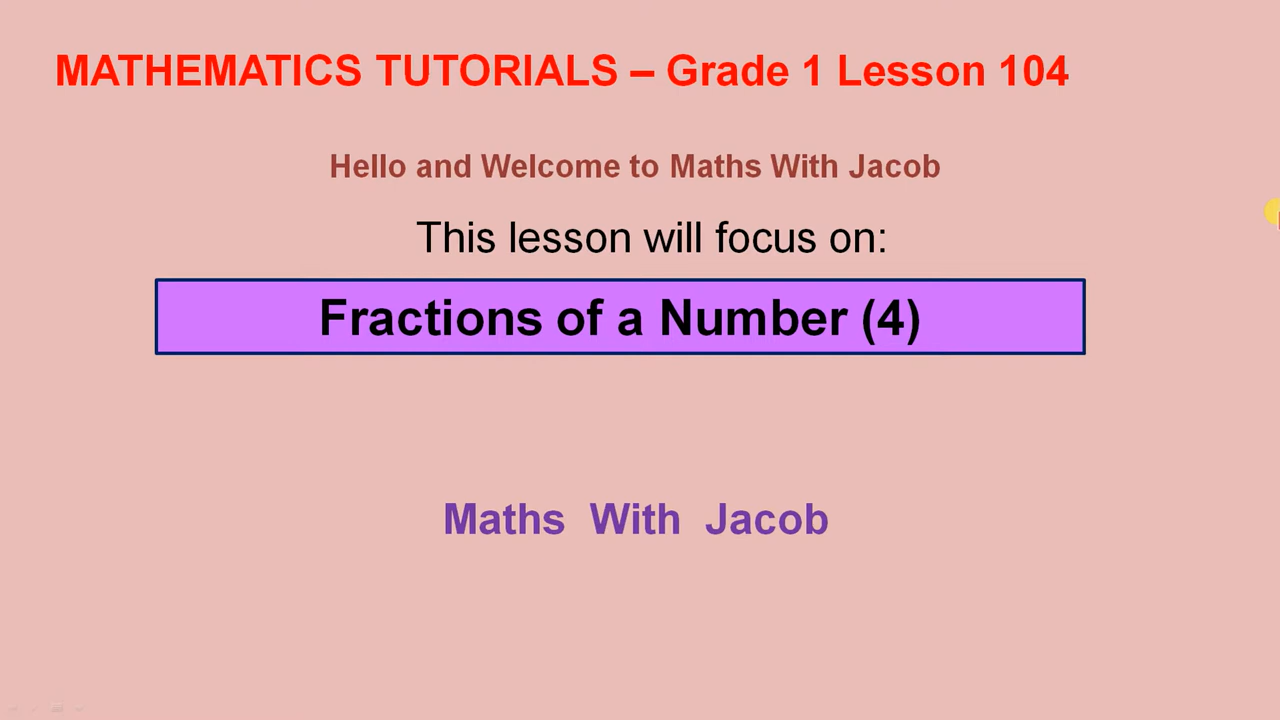 MATHEMATICS TUTORIALS – Grade 1 Lesson 104
Hello and Welcome to Maths With Jacob
This lesson will focus on:
Fractions of a Number (4)
Maths With Jacob